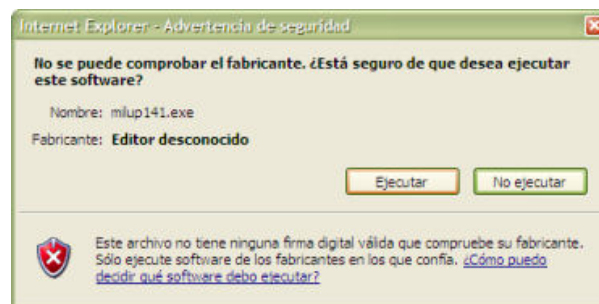 Internet Explorer - Advertencia de seguridad
No se puede comprobar el fabricante. ¿Está seguro de que desea ejecutar
este software?
Nombre: milup141.exe
Fabricante: Editor desconocido
Ejecutar No ejecutar
Este archivo no tiene ninguna firma digital válida que compruebe su fabricante.
Sólo ejecute software de los fabricantes en los que confía. ¿Cómo puedo
decidir qué software debo ejecutar?